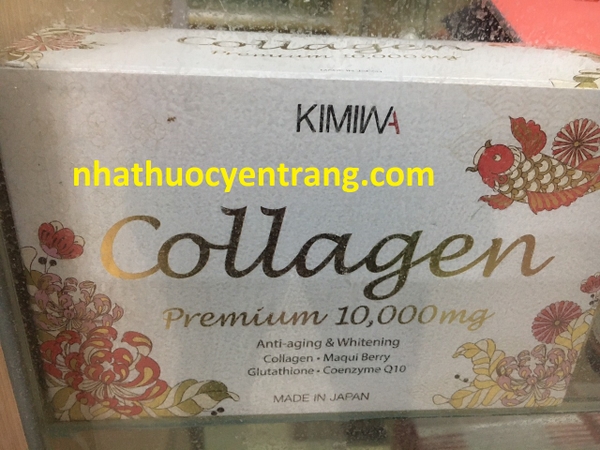 Collagen
Premium 10,000mg
KIMIWA
nhathuocyentrang.com
Collagen
Premium 10,000mg
Anti-aging & Whitening
Collagen • Maqui Berry
Glutathione • Coenzyme Q10
MADE IN JAPAN